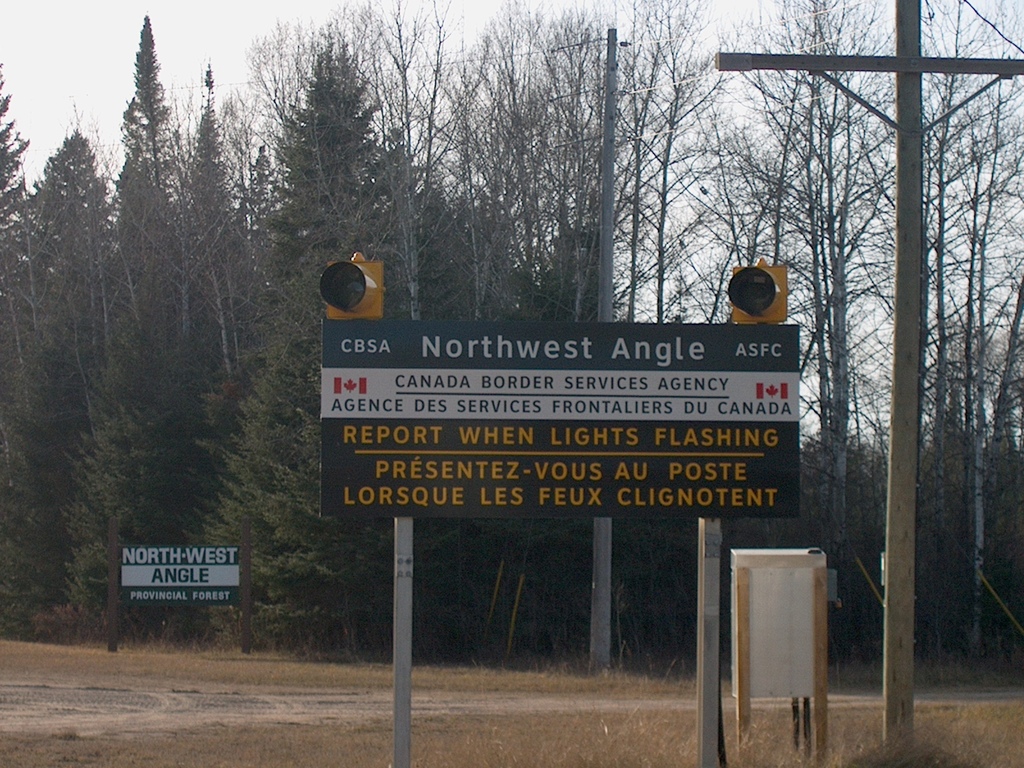 CBSA Northwest Angle ASFC
CANADA BORDER SERVICES AGENCY
AGENCE DES SERVICES FRONTALIERS DU CANADA
REPORT WHEN LIGHTS FLASHING
PRÉSENTEZ-VOUS AU POSTE
LORSQUE LES FEUX CLIGNOTENT
NORTH-WEST
ANGLE
PROVINCIAL FOREST